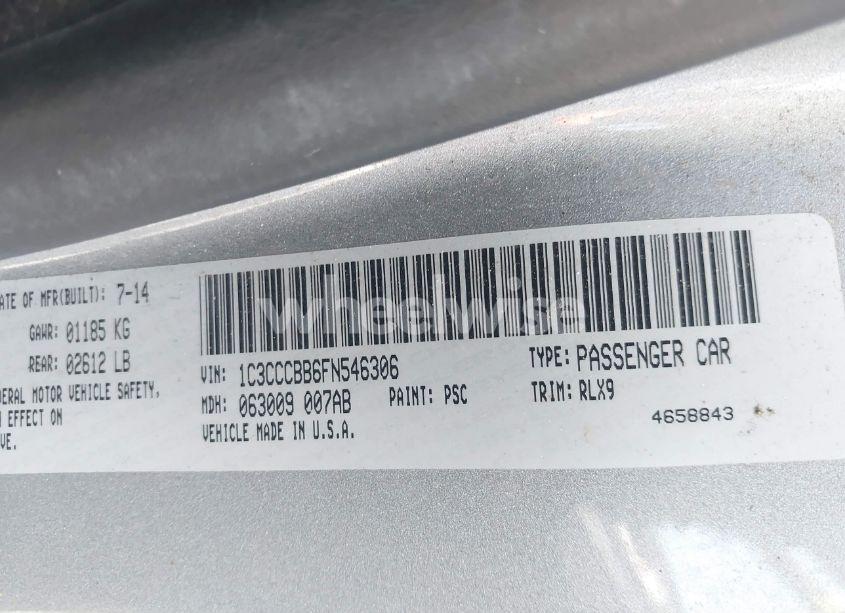 ATE OF MFR(BUILT): 7-14
GAWR: 01185 KG
REAR: 02612 LB
ERAL MOTOR VEHICLE SAFETY,
EFFECT ON
VE.
wheelwise
VIN: 1C3CCCBB6FN546306
TYPE: PASSENGER CAR
MDH: 063009 007AB
PAINT: PSC
TRIM: RLX9
VEHICLE MADE IN U.S.A.
4658843